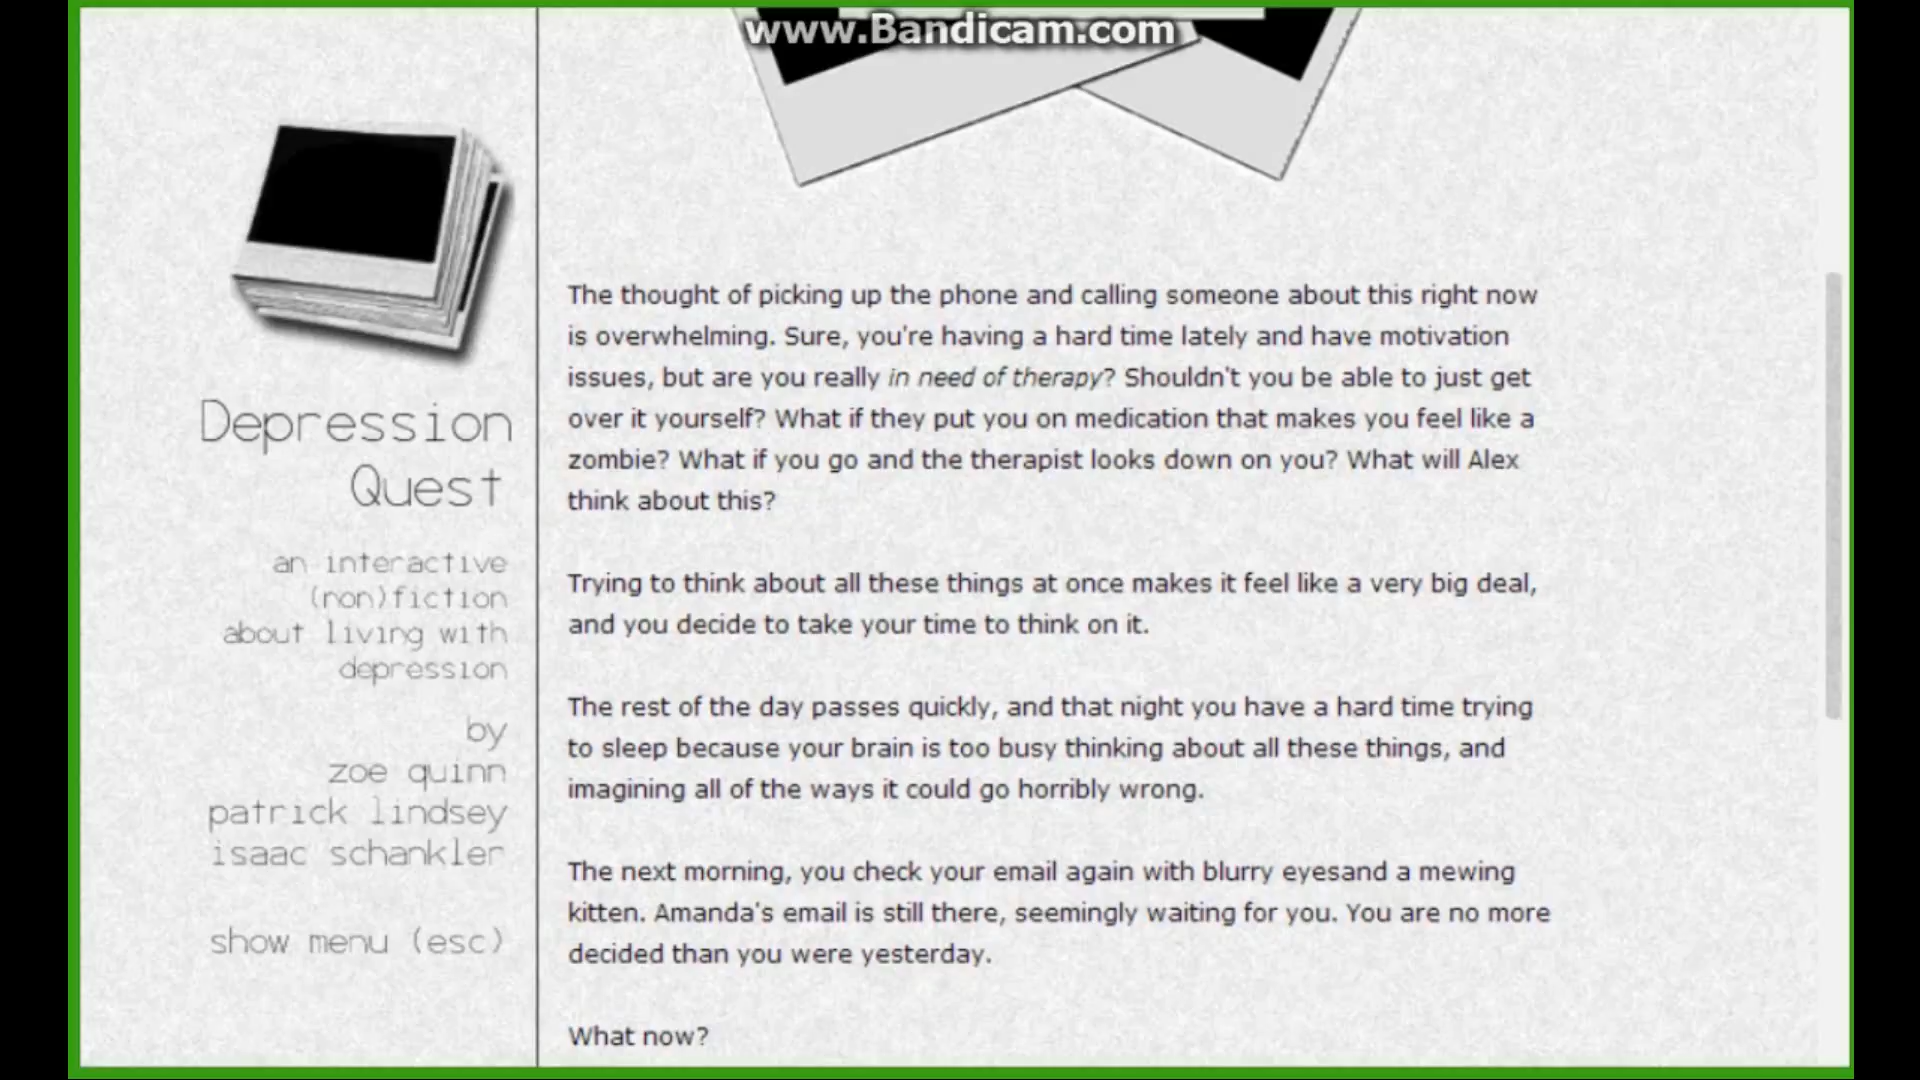 www.Bandicam.com
Depression
Quest
an interactive
(non)fiction
about living with
depression
by
zoe quinn
patrick lindsey
isaac schankler
show menu (esc)
The thought of picking up the phone and calling someone about this right now
is overwhelming. Sure, you're having a hard time lately and have motivation
issues, but are you really in need of therapy? Shouldn't you be able to just get
over it yourself? What if they put you on medication that makes you feel like a
zombie? What if you go and the therapist looks down on you? What will Alex
think about this?
Trying to think about all these things at once makes it feel like a very big deal,
and you decide to take your time to think on it.
The rest of the day passes quickly, and that night you have a hard time trying
to sleep because your brain is too busy thinking about all these things, and
imagining all of the ways it could go horribly wrong.
The next morning, you check your email again with blurry eyesand a mewing
kitten. Amanda's email is still there, seemingly waiting for you. You are no more
decided than you were yesterday.
What now?